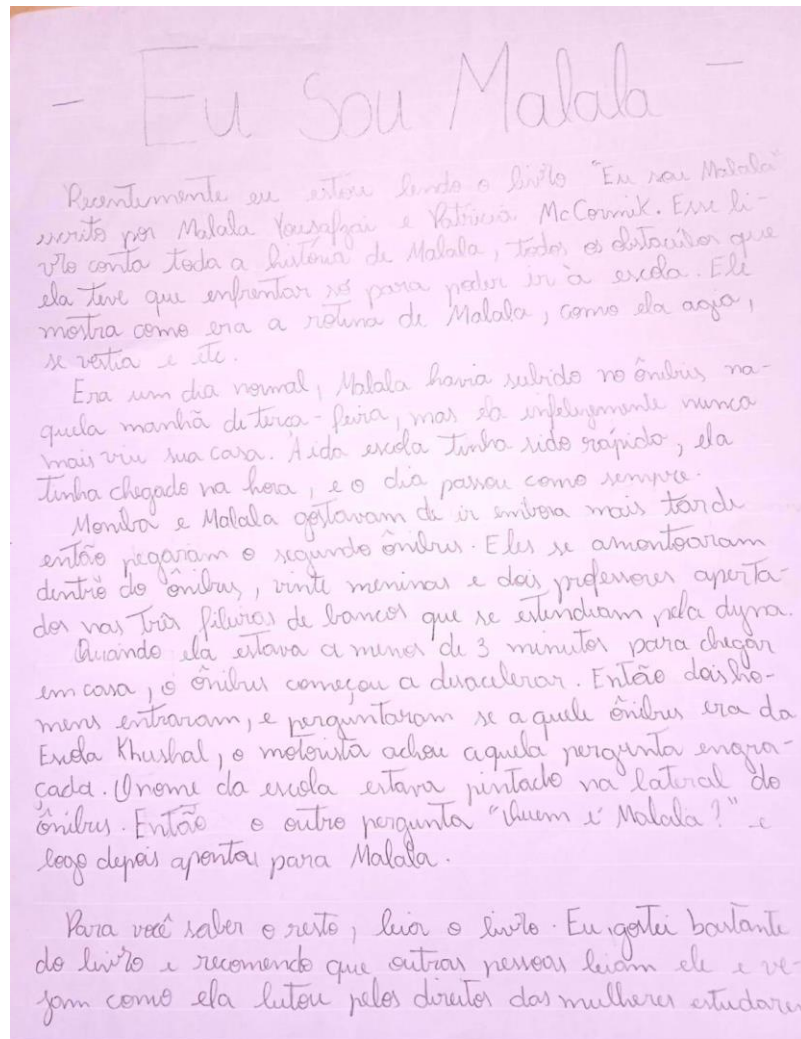 - Eu Sou Malala -
Recentemente eu estou lendo o livro "Eu sou Malala"
escrito por Malala Yousafzai e Patrícia McCormik. Esse li-
vro conta toda a história de Malala, todos os obstaculos que
ela teve que enfrentar só para poder ir à escola. Ele
mostra como era a rotina de Malala, como ela agia,
se vestia e etc.
Era um dia normal, Malala havia subido no ônibus na-
quela manhã de terça-feira, mas ela infelizmente nunca
mais viu sua casa. A ida escola tinha sido rápido, ela
tinha chegado na hora, e o dia passou como sempre.
Moniba e Malala gostavam de ir embora mais tarde
então pegaram o segundo ônibus. Eles se amontoaram
dentro do ônibus, vinte meninas e dois professores aperta-
dos nas três fileiras de bancos que se estendiam pela dyna.
Quando ela estava a menos de 3 minutos para chegar
em casa, o ônibus começou a desacelerar. Então dois ho-
mens entraram, e perguntaram se aquele ônibus era da
Escola Khushal, o motorista achou aquela pergunta engra-
çada. O nome da escola estava pintado na lateral do
ônibus. Então o outro pergunta "Quem é Malala?" e
logo depois apontou para Malala.
Para você saber o resto, leia o livro. Eu gostei bastante
do livro e recomendo que outras pessoas leiam ele e ve-
jam como ela lutou pelos direitos das mulheres estudarem